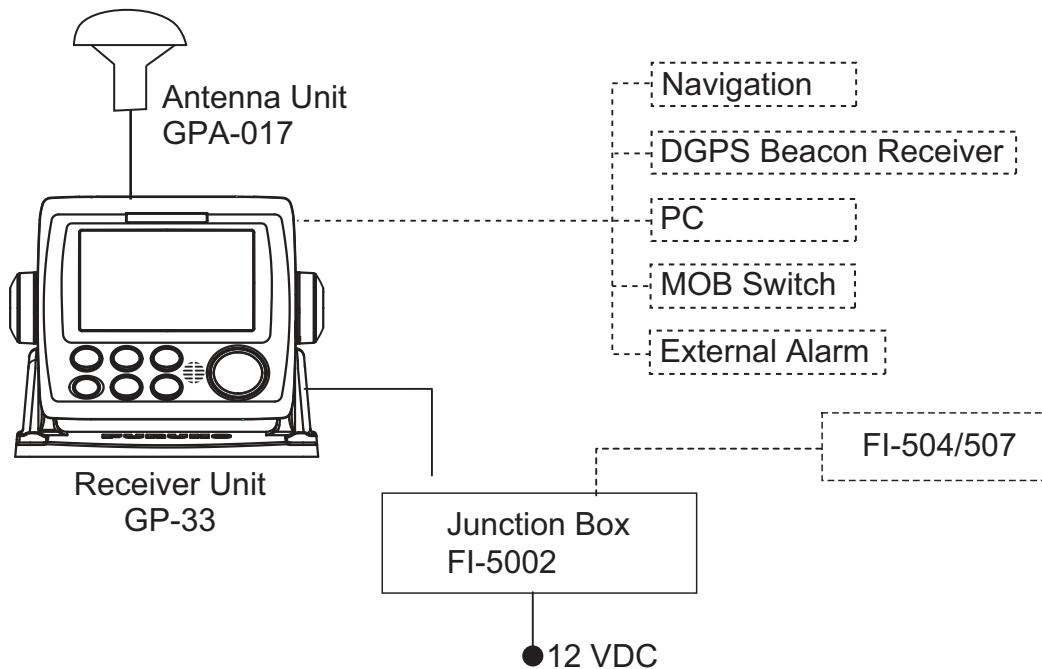 Antenna Unit
GPA-017
Navigation
DGPS Beacon Receiver
PC
MOB Switch
External Alarm
FURUNO
Receiver Unit
GP-33
FI-504/507
Junction Box
FI-5002
12 VDC